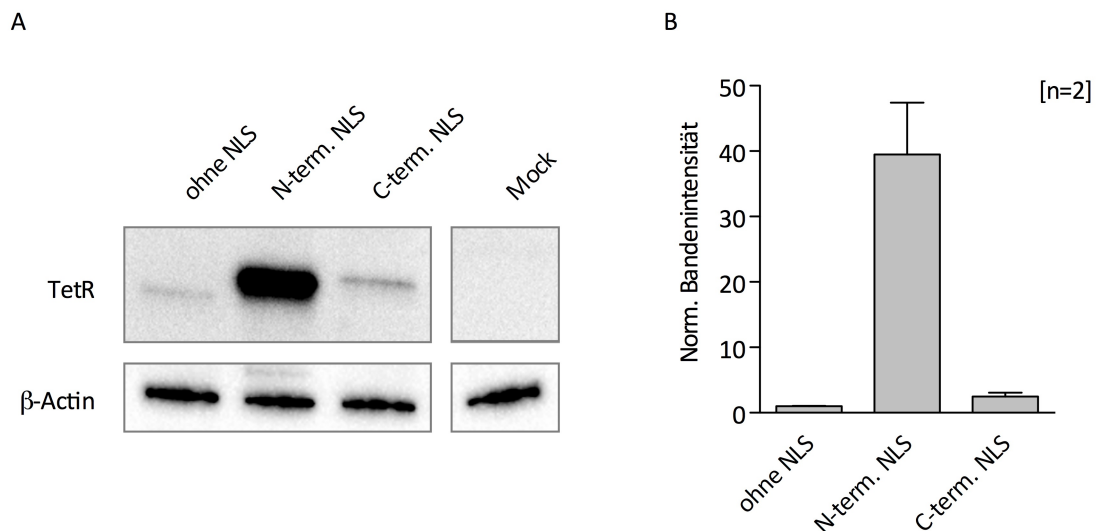 A
ohne NLS
N-term. NLS
C-term. NLS
Mock
TetR
β-Actin
B
[n=2]
Norm. Bandenintensität
50
40
30
20
10
0
ohne NLS
N-term. NLS
C-term. NLS